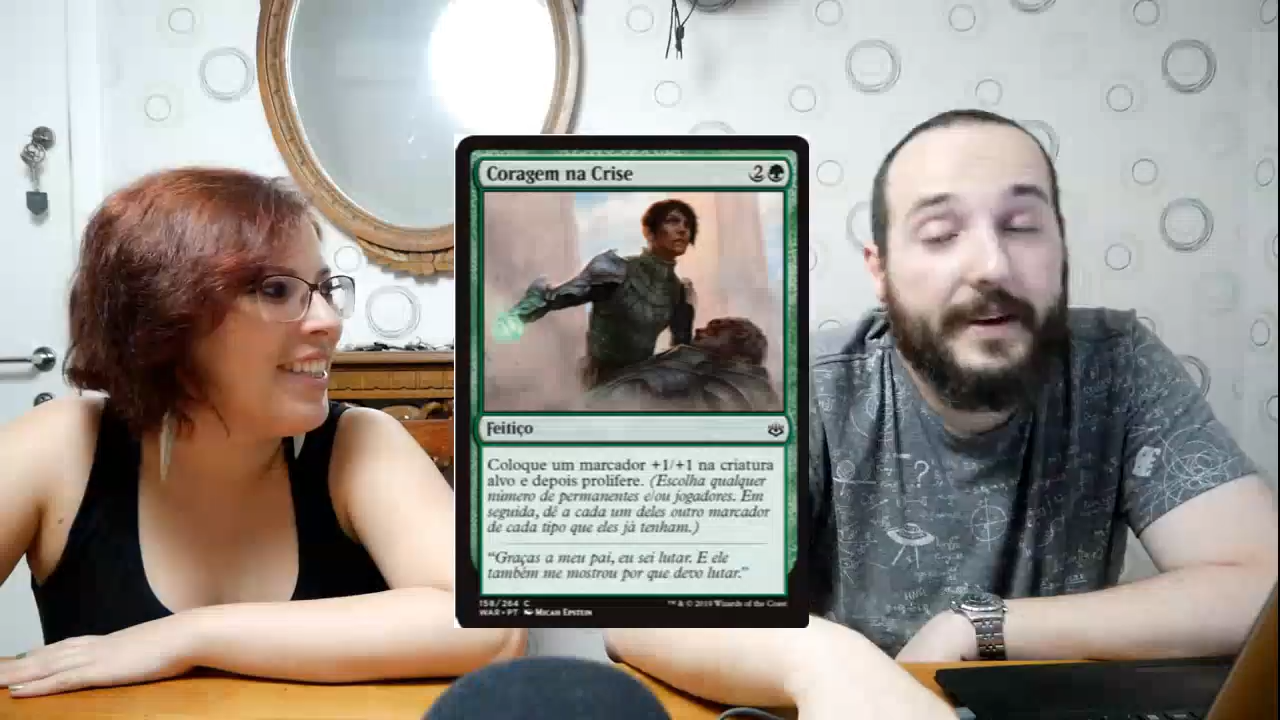 Coragem na Crise 2
Feitiço
Coloque um marcador +1/+1 na criatura
alvo e depois prolifere. (Escolha qualquer
número de permanentes e/ou jogadores. Em
seguida, dê a cada um deles outro marcador
de cada tipo que eles já tenham.)
"Graças a meu pai, eu sei lutar. E ele
também me mostrou por que devo lutar."
158/264 C ™ & © 2019 Wizards of the Coast
WAR • PT Micah Epstein
?